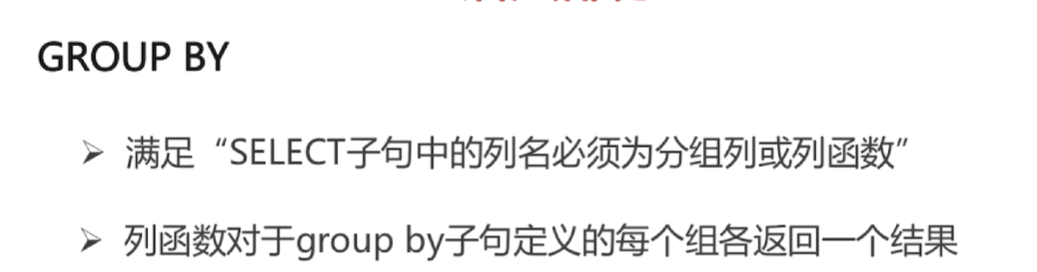 GROUP BY
满足“SELECT子句中的列名必须为分组列或列函数”
列函数对于group by子句定义的每个组各返回一个结果